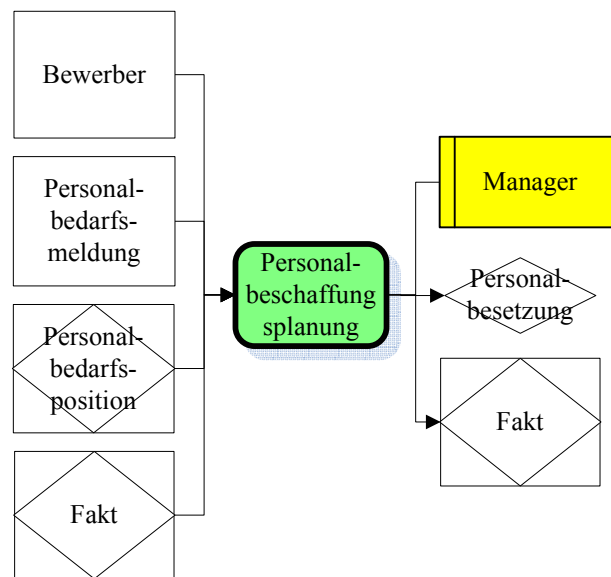 Bewerber
Personal-
bedarfs-
meldung
Personal-
bedarfs-
position
Fakt
Personal-
beschaffung
splanung
Manager
Personal-
besetzung
Fakt